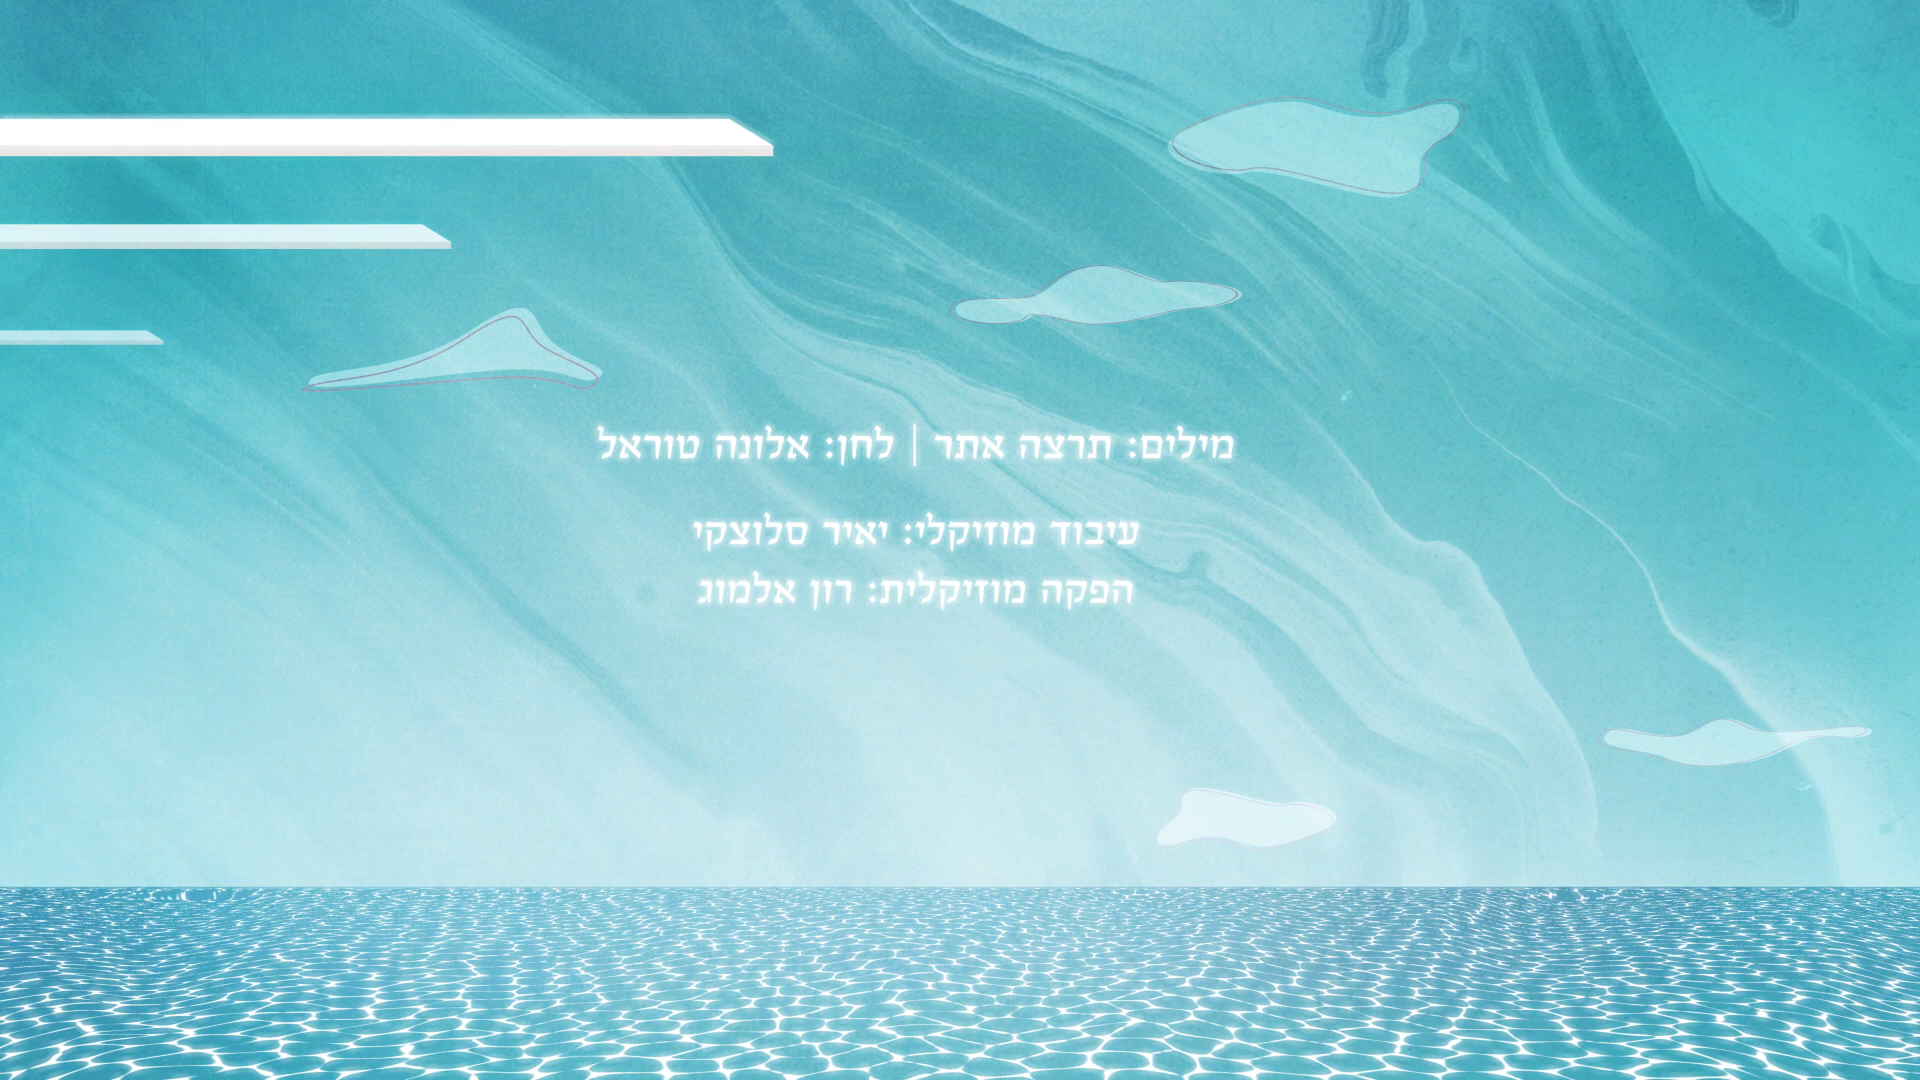 מילים: תרצה אתר | לחן: אלונה טוראל
עיבוד מוזיקלי: יאיר סלוצקי
הפקה מוזיקלית: רון אלמוג